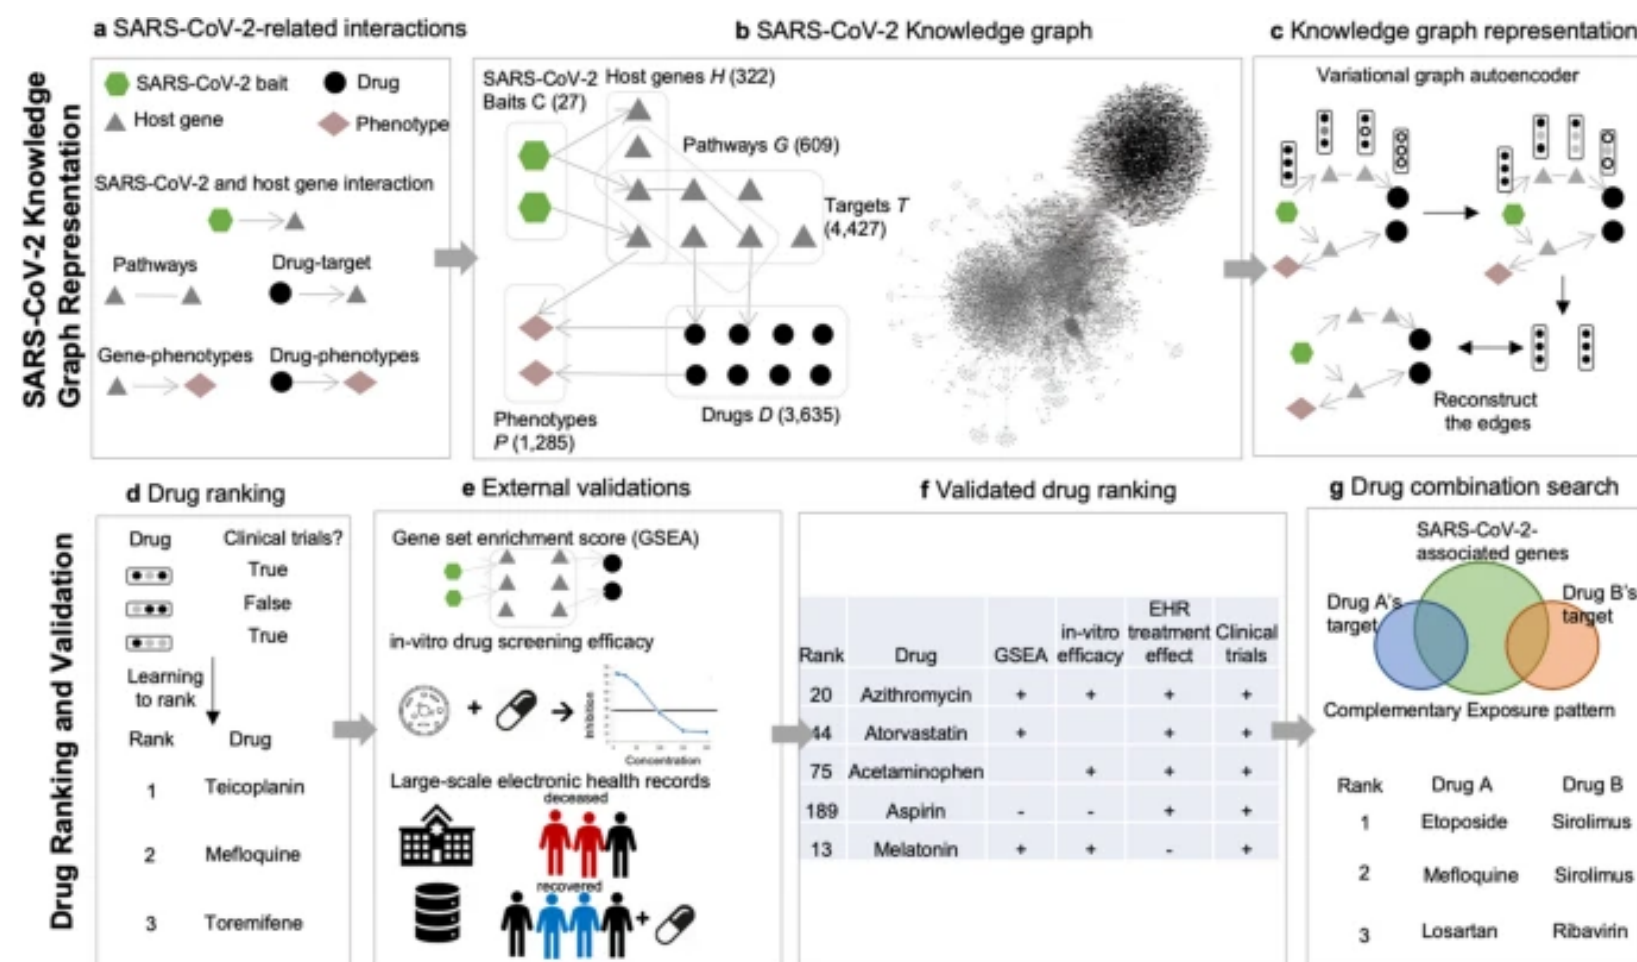 a SARS-CoV-2-related interactions
b SARS-CoV-2 Knowledge graph
c Knowledge graph representation
SARS-CoV-2 Knowledge
Graph Representation
SARS-CoV-2 bait
Drug
Host gene
Phenotype
SARS-CoV-2 and host gene interaction
Pathways
Drug-target
Gene-phenotypes
Drug-phenotypes
SARS-CoV-2
Baits C (27)
Host genes H (322)
Pathways G (609)
Targets T
(4,427)
Phenotypes
P (1,285)
Drugs D (3,635)
Variational graph autoencoder
Reconstruct
the edges
Drug Ranking and Validation
d Drug ranking
e External validations
f Validated drug ranking
g Drug combination search
Drug Clinical trials?
True
False
True
Learning
to rank
Rank Drug
1 Teicoplanin
2 Mefloquine
3 Toremifene
Gene set enrichment score (GSEA)
in-vitro drug screening efficacy
+
Inhibition
Concentration
Large-scale electronic health records
deceased
recovered
+
Rank Drug GSEA in-vitro efficacy EHR treatment effect Clinical trials
20 Azithromycin + + + +
44 Atorvastatin + + +
75 Acetaminophen + + +
189 Aspirin - - + +
13 Melatonin + + - +
SARS-CoV-2-
associated genes
Drug A's
target
Drug B's
target
Complementary Exposure pattern
Rank Drug A Drug B
1 Etoposide Sirolimus
2 Mefloquine Sirolimus
3 Losartan Ribavirin